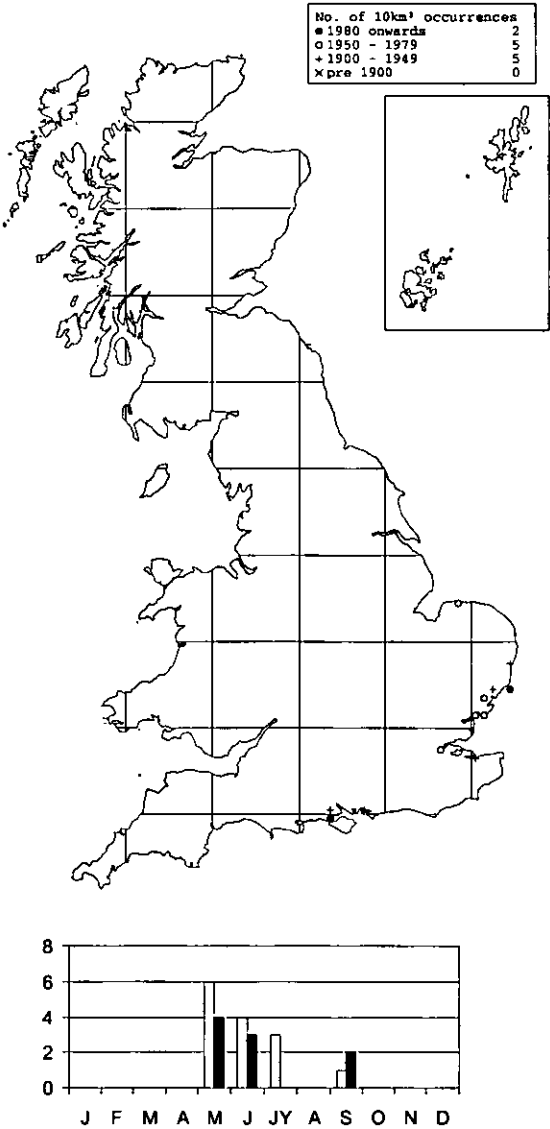 No. of 10km² occurrences
● 1980 onwards 2
○ 1950 - 1979 5
+ 1900 - 1949 5
× pre 1900 0
8
6
4
2
0
J F M A M J JY A S O N D